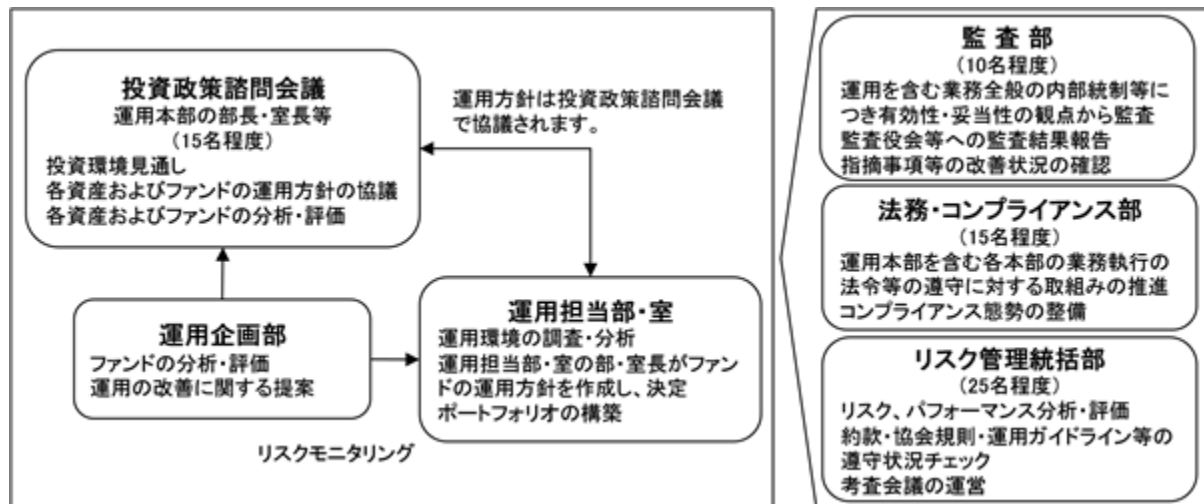 投資政策諮問会議
運用本部の部長・室長等
(15名程度)
投資環境見通し
各資産およびファンドの運用方針の協議
各資産およびファンドの分析・評価
運用方針は投資政策諮問会議
で協議されます。
運用企画部
ファンドの分析・評価
運用の改善に関する提案
運用担当部・室
運用環境の調査・分析
運用担当部・室の部・室長がファン
ドの運用方針を作成し、決定
ポートフォリオの構築
リスクモニタリング
監 査 部
(10名程度)
運用を含む業務全般の内部統制等に
つき有効性・妥当性の観点から監査
監査役会等への監査結果報告
指摘事項等の改善状況の確認
法務・コンプライアンス部
(15名程度)
運用本部を含む各本部の業務執行の
法令等の遵守に対する取組みの推進
コンプライアンス態勢の整備
リスク管理統括部
(25名程度)
リスク、パフォーマンス分析・評価
約款・協会規則・運用ガイドライン等の
遵守状況チェック
考査会議の運営